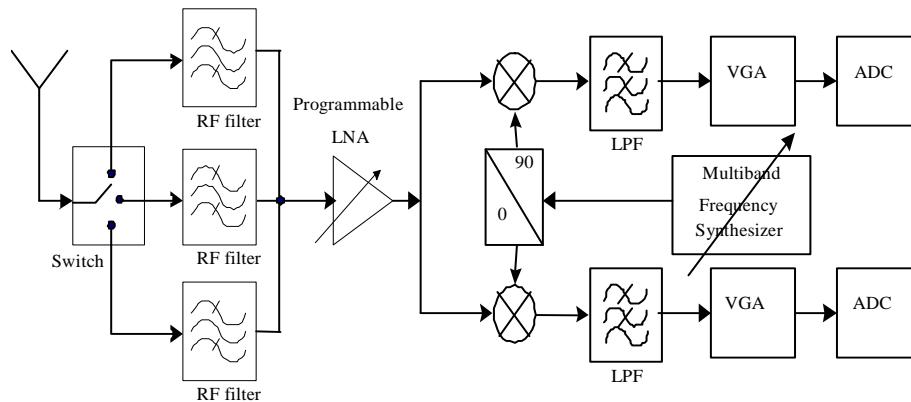 RF filter
Programmable
LNA
Switch
RF filter
RF filter
90
0
LPF
VGA
ADC
Multiband
Frequency
Synthesizer
LPF
VGA
ADC